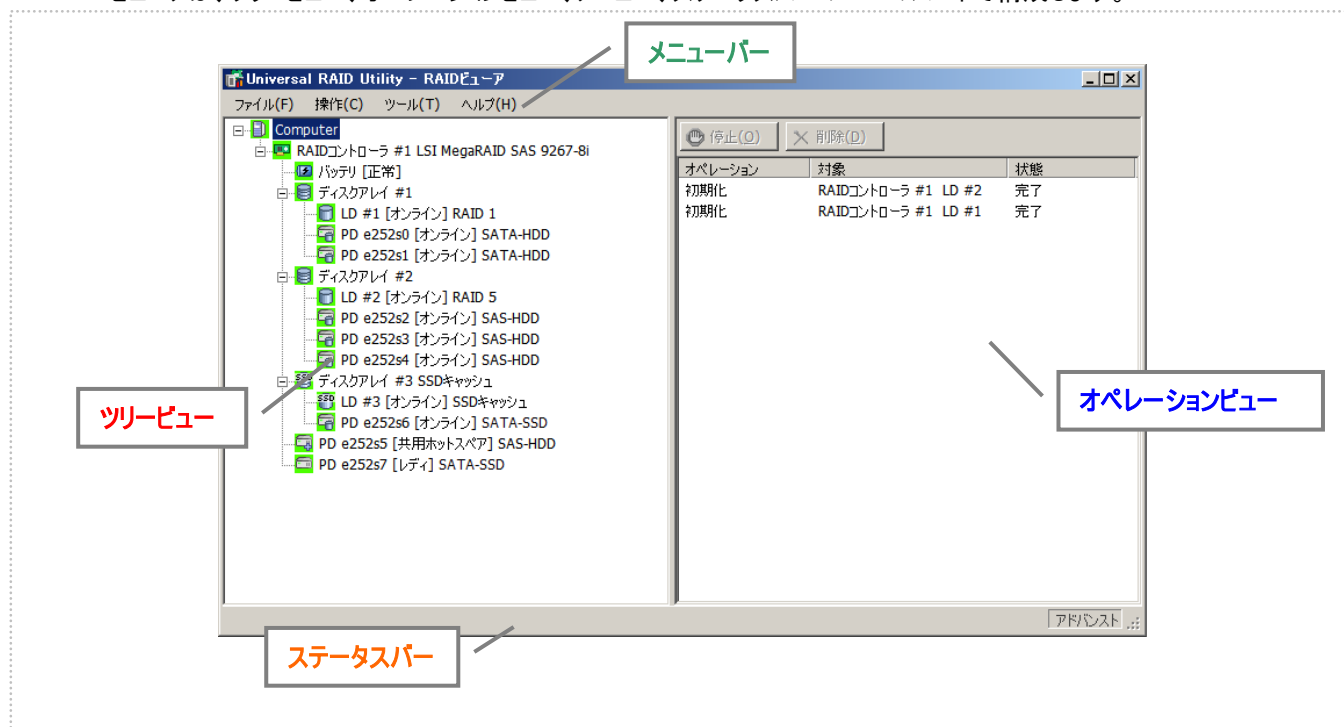 メニューバー
Universal RAID Utility - RAIDビューア
ファイル(F) 操作(C) ツール(T) ヘルプ(H)
Computer
RAIDコントローラ #1 LSI MegaRAID SAS 9267-8i
バッテリ [正常]
ディスクアレイ #1
LD #1 [オンライン] RAID 1
PD e252s0 [オンライン] SATA-HDD
PD e252s1 [オンライン] SATA-HDD
ディスクアレイ #2
LD #2 [オンライン] RAID 5
PD e252s2 [オンライン] SAS-HDD
PD e252s3 [オンライン] SAS-HDD
PD e252s4 [オンライン] SAS-HDD
ディスクアレイ #3 SSDキャッシュ
LD #3 [オンライン] SSDキャッシュ
PD e252s6 [オンライン] SATA-SSD
PD e252s5 [共用ホットスペア] SAS-HDD
PD e252s7 [レディ] SATA-SSD
停止(O) 削除(D)
オペレーション 対象 状態
初期化 RAIDコントローラ #1 LD #2 完了
初期化 RAIDコントローラ #1 LD #1 完了
ツリービュー
オペレーションビュー
アドバンスト
ステータスバー